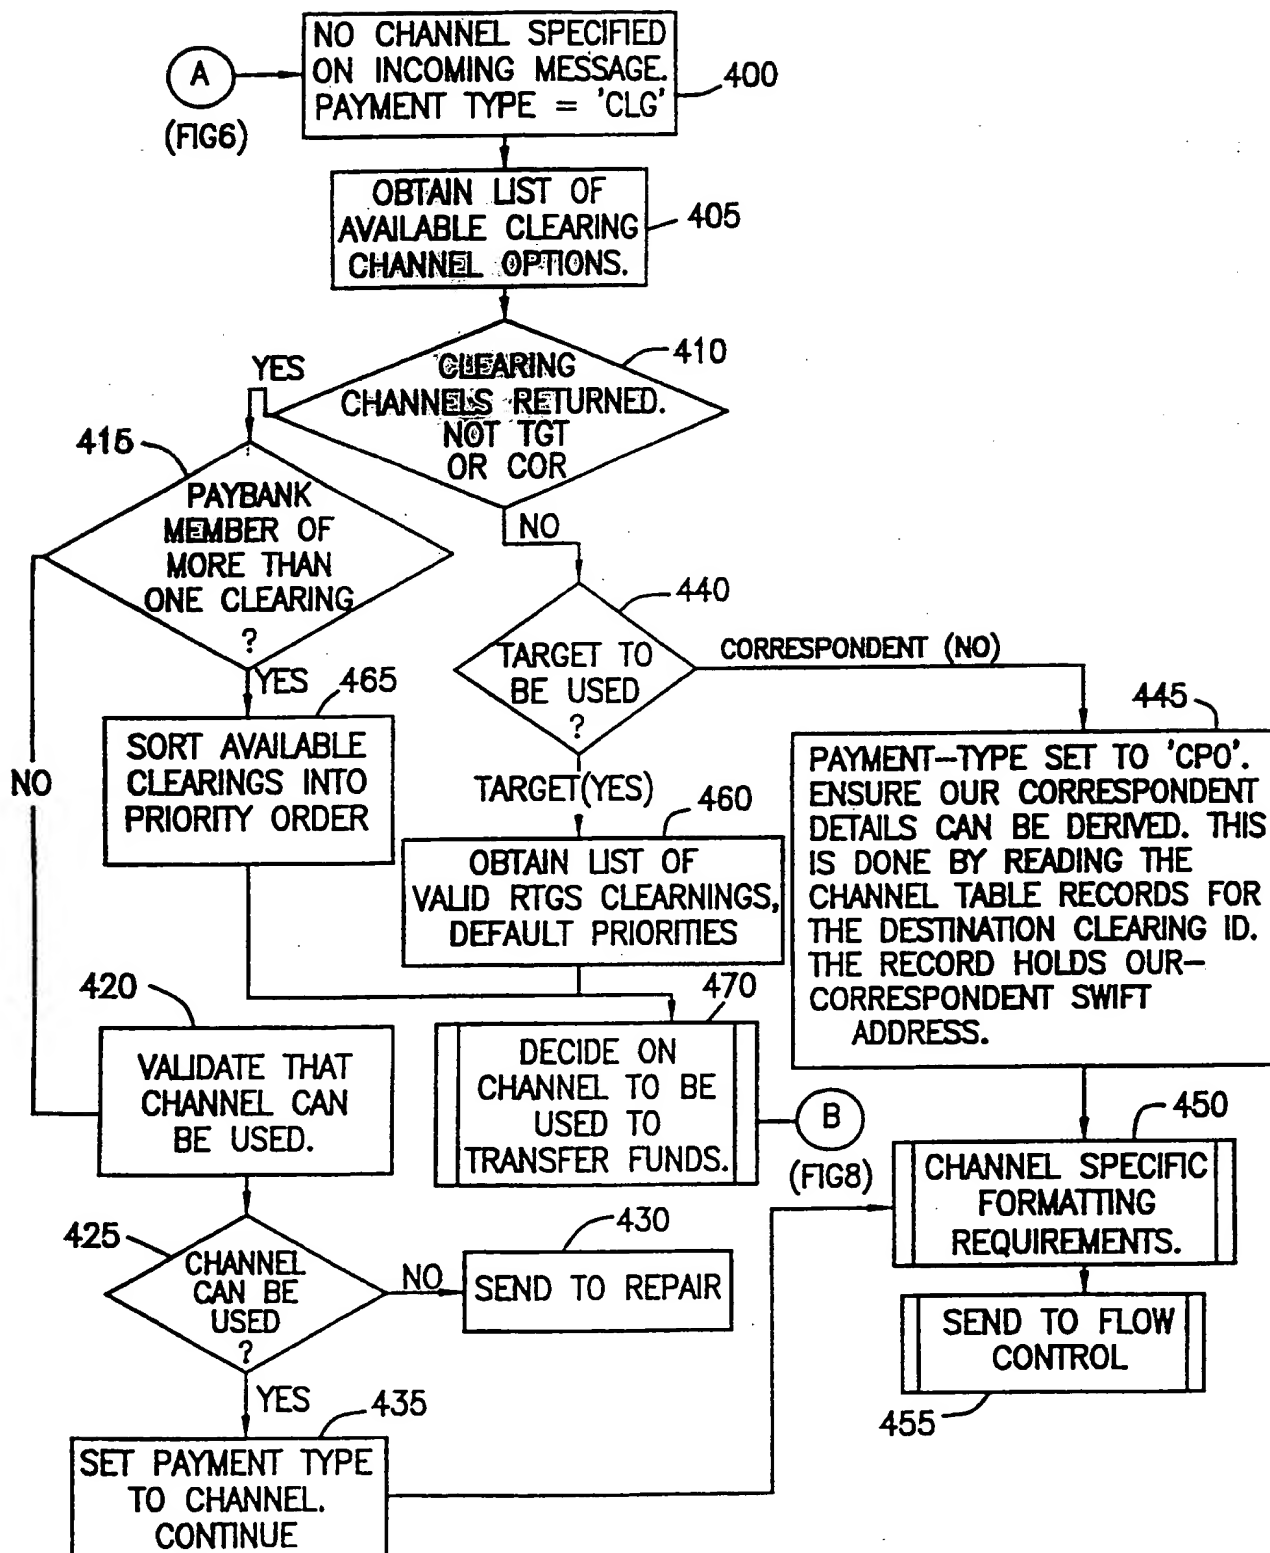 NO CHANNEL SPECIFIED
ON INCOMING MESSAGE.
PAYMENT TYPE = 'CLG'
400
A
(FIG6)
OBTAIN LIST OF
AVAILABLE CLEARING
CHANNEL OPTIONS.
405
CLEARING
CHANNELS RETURNED.
NOT TGT
OR COR
410
YES
NO
415
PAYBANK
MEMBER OF
MORE THAN
ONE CLEARING
?
YES
NO
440
TARGET TO
BE USED
?
CORRESPONDENT (NO)
TARGET(YES)
465
SORT AVAILABLE
CLEARINGS INTO
PRIORITY ORDER
460
OBTAIN LIST OF
VALID RTGS CLEARNINGS,
DEFAULT PRIORITIES
445
PAYMENT-TYPE SET TO 'CPO'.
ENSURE OUR CORRESPONDENT
DETAILS CAN BE DERIVED. THIS
IS DONE BY READING THE
CHANNEL TABLE RECORDS FOR
THE DESTINATION CLEARING ID.
THE RECORD HOLDS OUR-
CORRESPONDENT SWIFT
ADDRESS.
420
VALIDATE THAT
CHANNEL CAN
BE USED.
470
DECIDE ON
CHANNEL TO BE
USED TO
TRANSFER FUNDS.
B
(FIG8)
450
CHANNEL SPECIFIC
FORMATTING
REQUIREMENTS.
425
CHANNEL
CAN BE
USED
?
NO
430
SEND TO REPAIR
SEND TO FLOW
CONTROL
455
YES
435
SET PAYMENT TYPE
TO CHANNEL.
CONTINUE